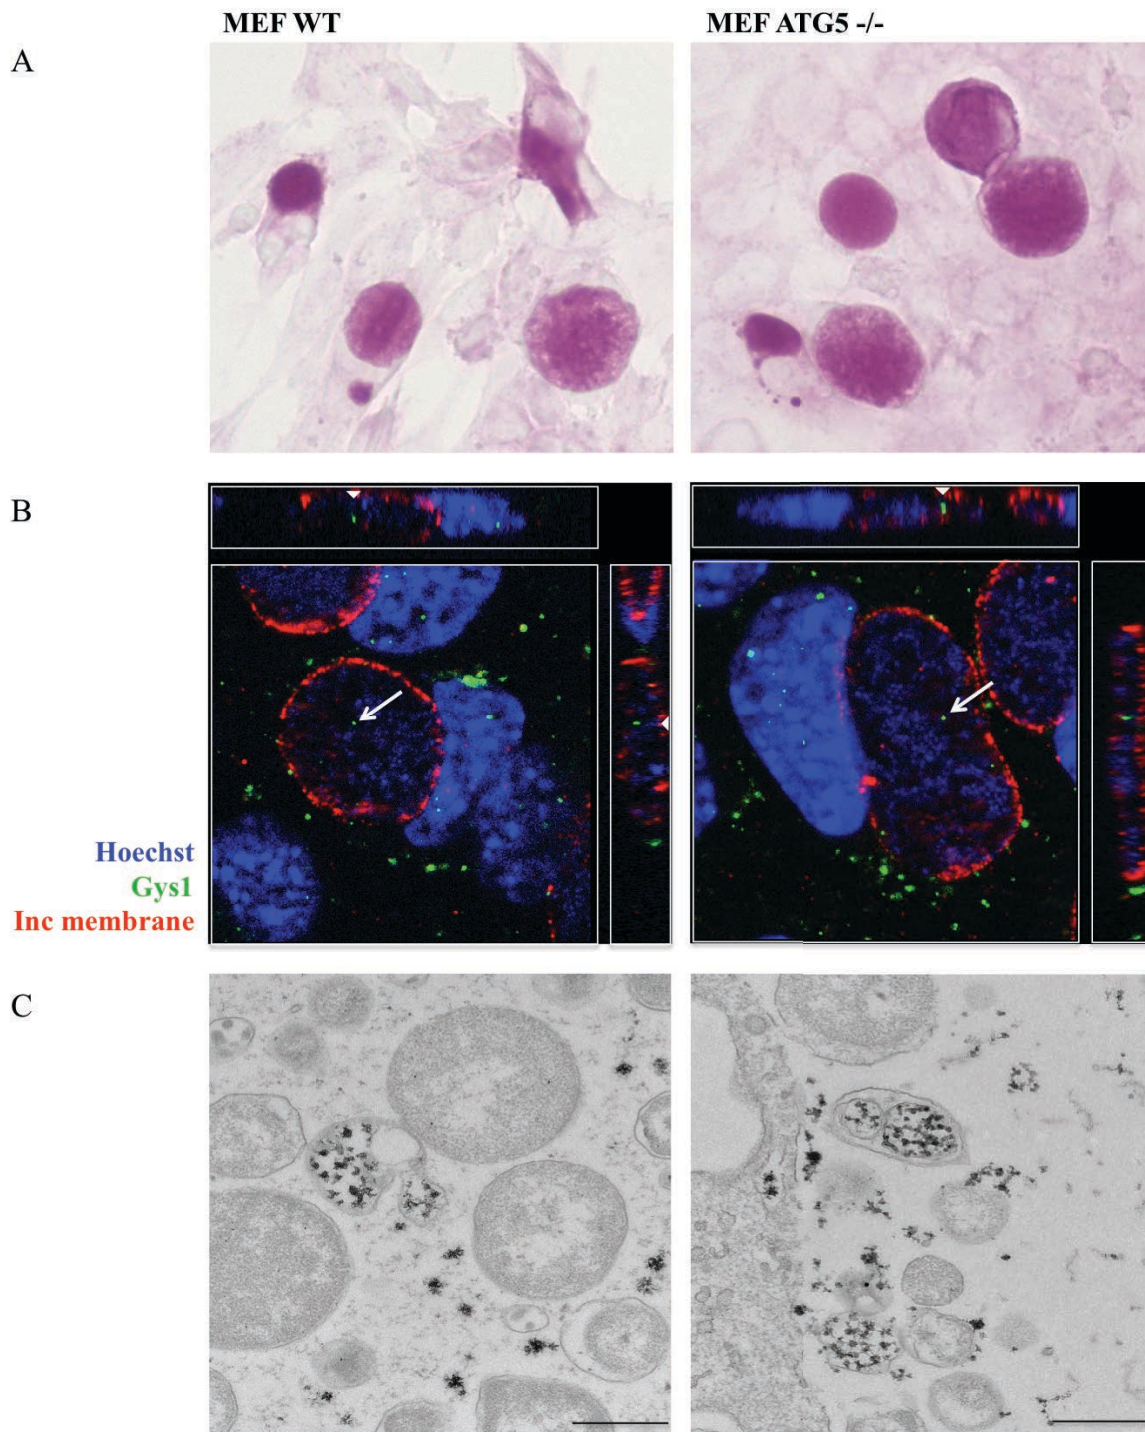 MEF WT
MEF ATG5 -/-
A
B
Hoechst
Gys1
Inc membrane
C